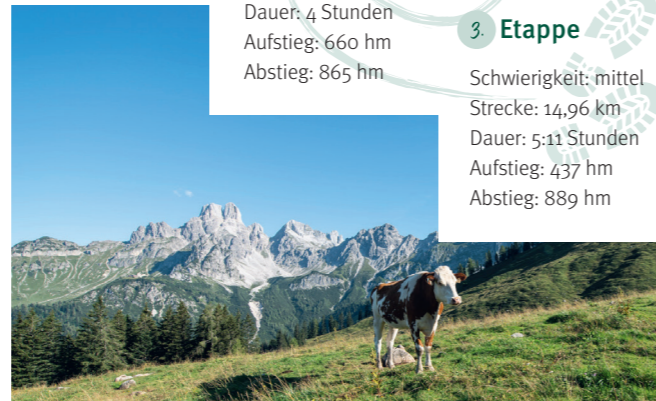 Dauer: 4 Stunden
Aufstieg: 660 hm
Abstieg: 865 hm
3. Etappe
Schwierigkeit: mittel
Strecke: 14,96 km
Dauer: 5:11 Stunden
Aufstieg: 437 hm
Abstieg: 889 hm